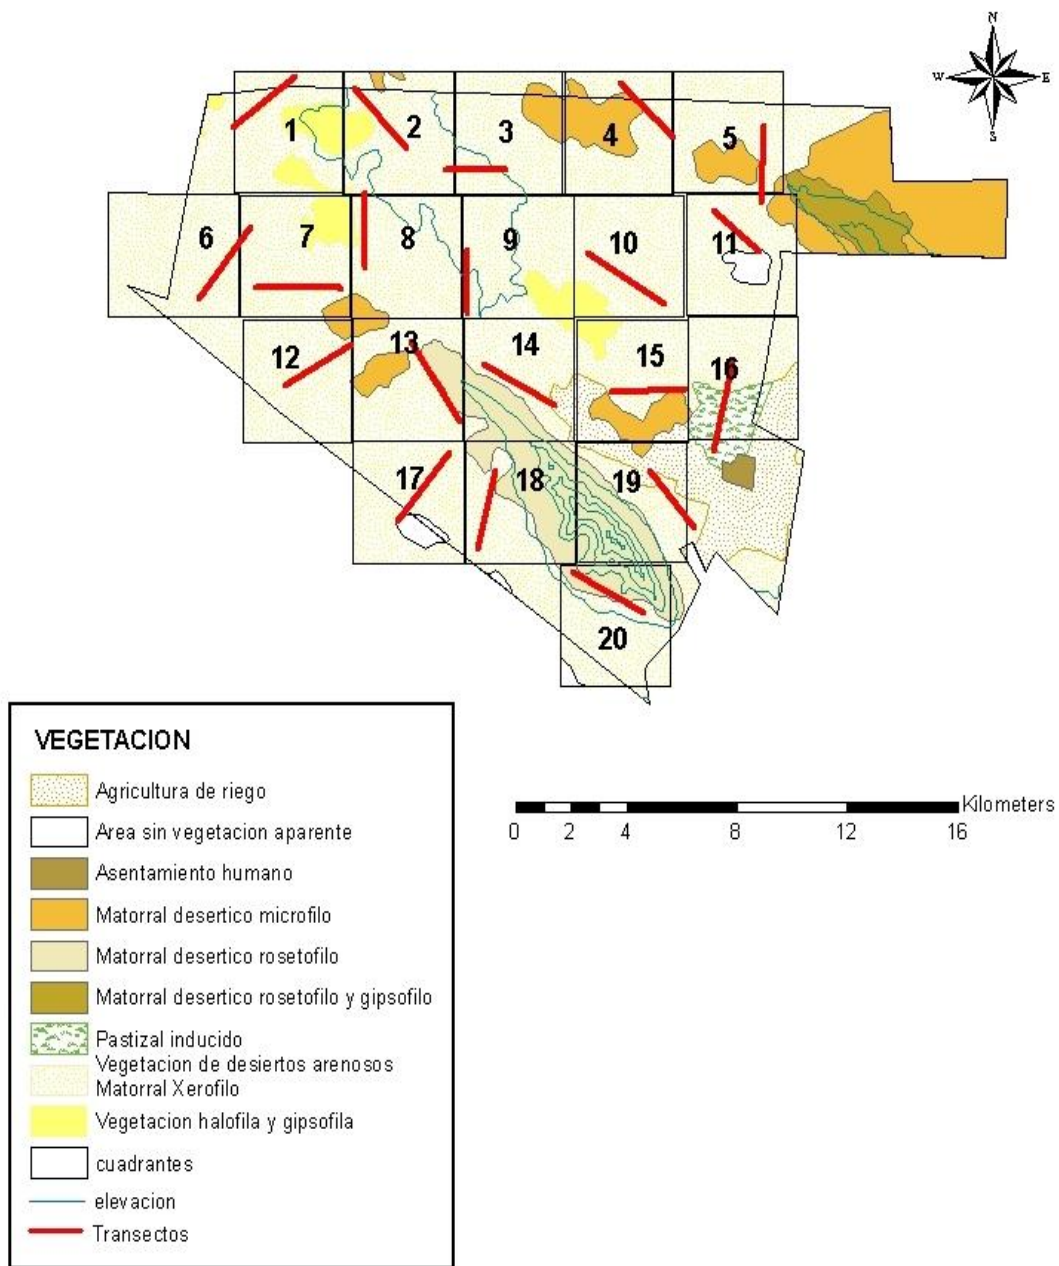 N
W E
S
1 2 3 4 5
6 7 8 9 10 11
12 13 14 15 16
17 18 19
20
VEGETACION
Agricultura de riego
Area sin vegetacion aparente
Asentamiento humano
Matorral desertico microfilo
Matorral desertico rosetofilo
Matorral desertico rosetofilo y gipsofilo
Pastizal inducido
Vegetacion de desiertos arenosos
Matorral Xerofilo
Vegetacion halofila y gipsofila
cuadrantes
elevacion
Transectos
Kilometers
0 2 4 8 12 16